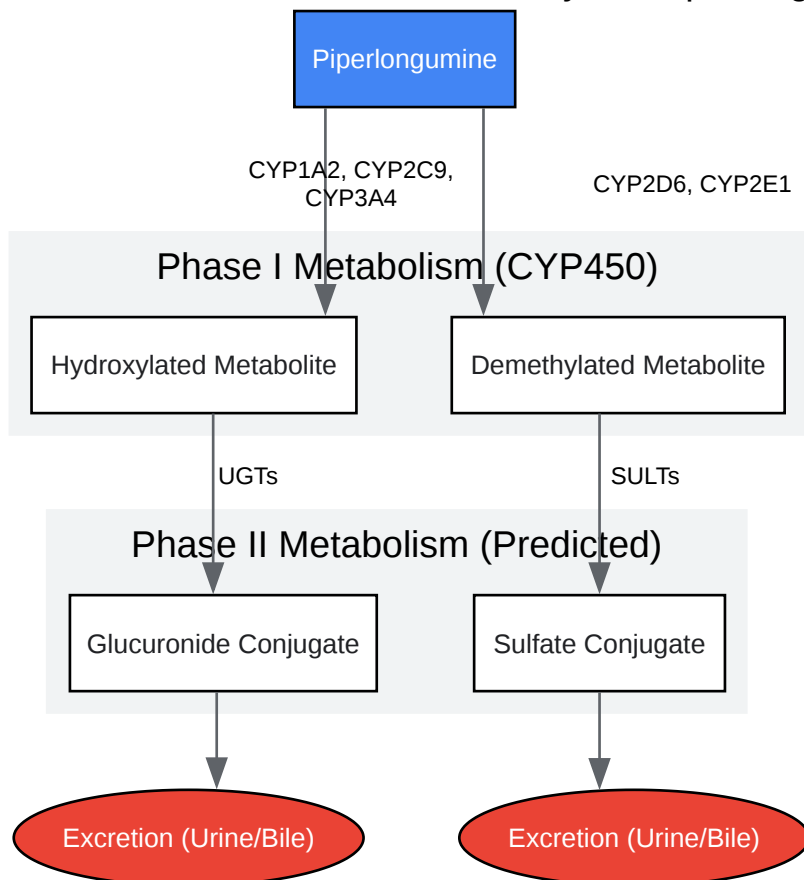 Piperlongumine
CYP1A2, CYP2C9,
CYP3A4
CYP2D6, CYP2E1
Phase I Metabolism (CYP450)
Hydroxylated Metabolite
Demethylated Metabolite
UGTs
SULTs
Phase II Metabolism (Predicted)
Glucuronide Conjugate
Sulfate Conjugate
Excretion (Urine/Bile)
Excretion (Urine/Bile)